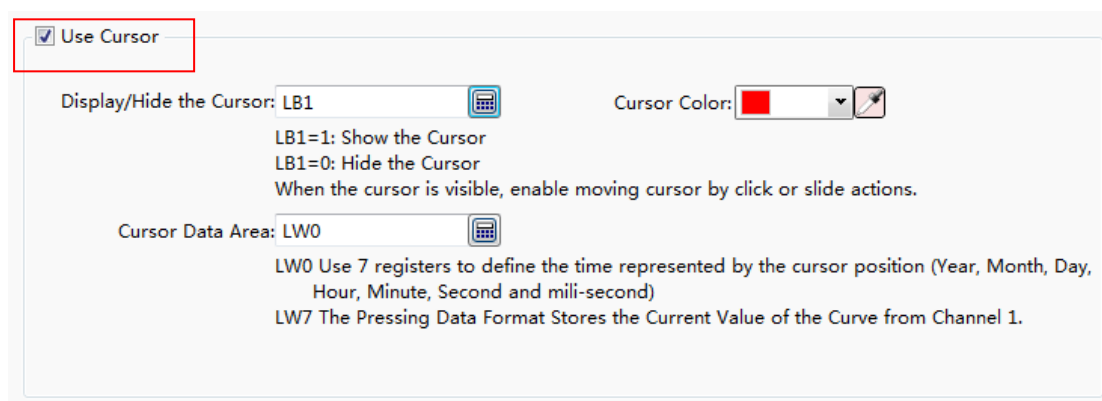 Use Cursor
Display/Hide the Cursor: LB1 Cursor Color:
LB1=1: Show the Cursor
LB1=0: Hide the Cursor
When the cursor is visible, enable moving cursor by click or slide actions.
Cursor Data Area: LW0
LW0 Use 7 registers to define the time represented by the cursor position (Year, Month, Day,
Hour, Minute, Second and mili-second)
LW7 The Pressing Data Format Stores the Current Value of the Curve from Channel 1.